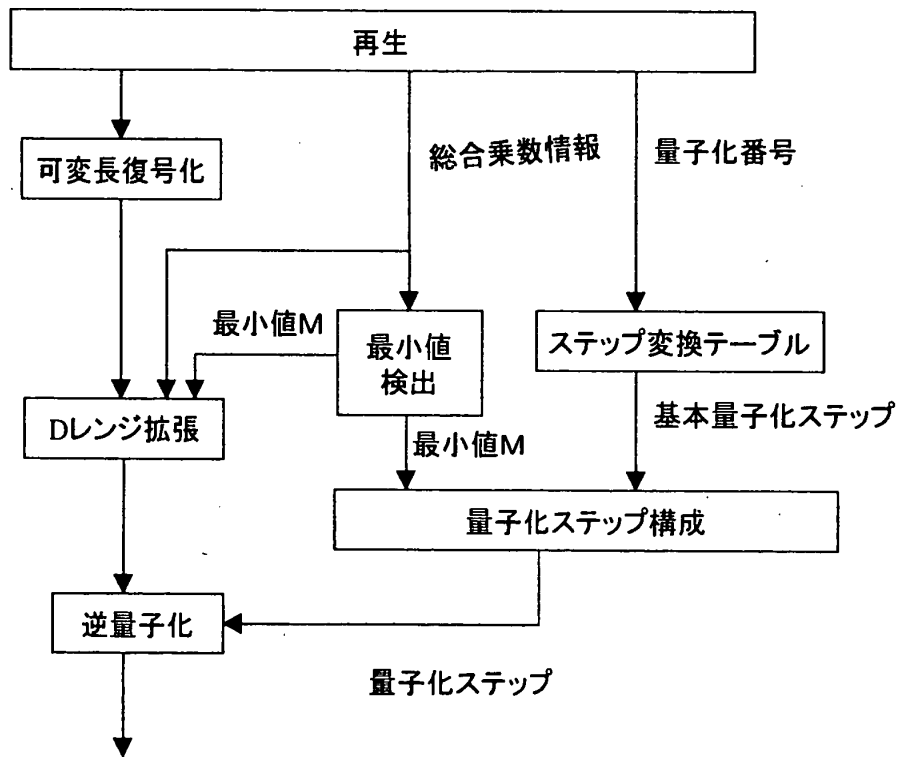 再生
可変長復号化
総合乗数情報
量子化番号
最小値M
最小値
検出
ステップ変換テーブル
Dレンジ拡張
最小値M
基本量子化ステップ
量子化ステップ構成
逆量子化
量子化ステップ